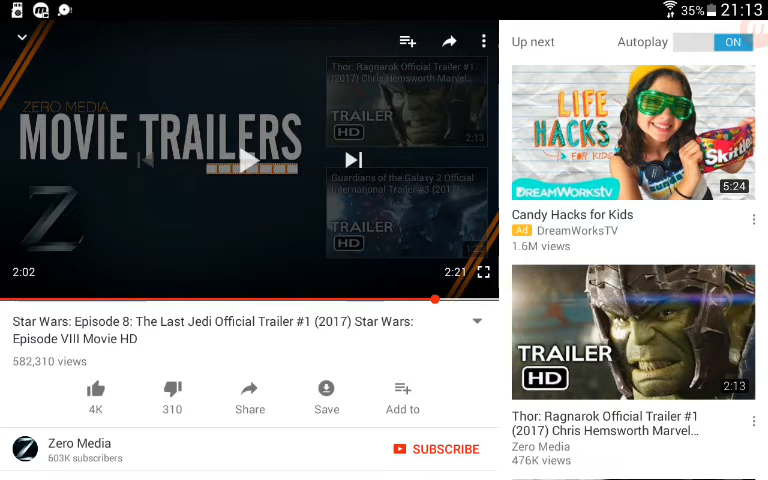 35% 21:13
Up next
Autoplay
ON
ZERO MEDIA
MOVIE TRAILERS
Thor: Ragnarok Official Trailer #1
(2017) Chris Hemsworth Marvel...
TRAILER
HD
2:13
Guardians of the Galaxy 2 Official
International Trailer #3 (2017)
TRAILER
HD
Z
2:02
2:21
Star Wars: Episode 8: The Last Jedi Official Trailer #1 (2017) Star Wars:
Episode VIII Movie HD
582,310 views
4K
310
Share
Save
Add to
Zero Media
603K subscribers
SUBSCRIBE
LIFE
HACKS
FOR KIDS
Skittles
DREAMWORKSTV
5:24
Candy Hacks for Kids
Ad DreamWorksTV
1.6M views
TRAILER
HD
2:13
Thor: Ragnarok Official Trailer #1
(2017) Chris Hemsworth Marvel...
Zero Media
476K views